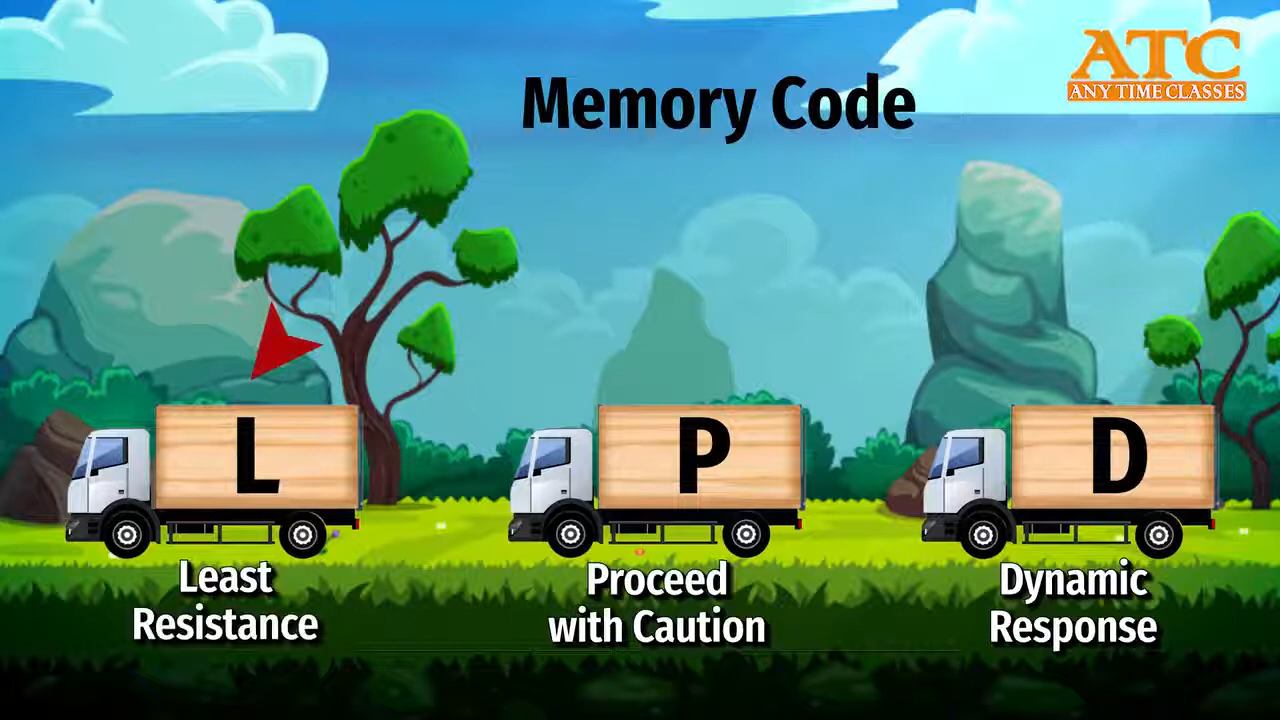 ATC
ANY TIME CLASSES
Memory Code
L
P
D
Least
Resistance
Proceed
with Caution
Dynamic
Response